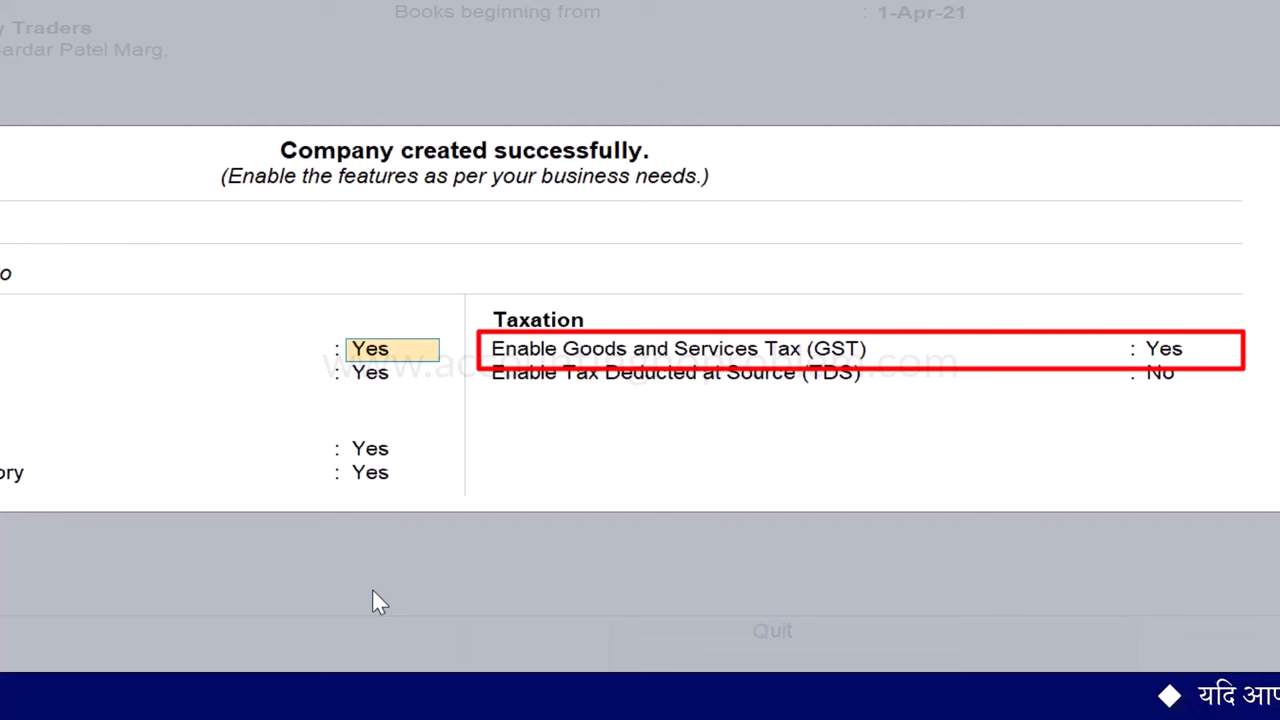 Books beginning from : 1-Apr-21
y Traders
ardar Patel Marg,
Company created successfully.
(Enable the features as per your business needs.)
o
Taxation
: Yes Enable Goods and Services Tax (GST) : Yes
: Yes Enable Tax Deducted at Source (TDS) : No
: Yes
ory : Yes
Quit
◆ यदि आप